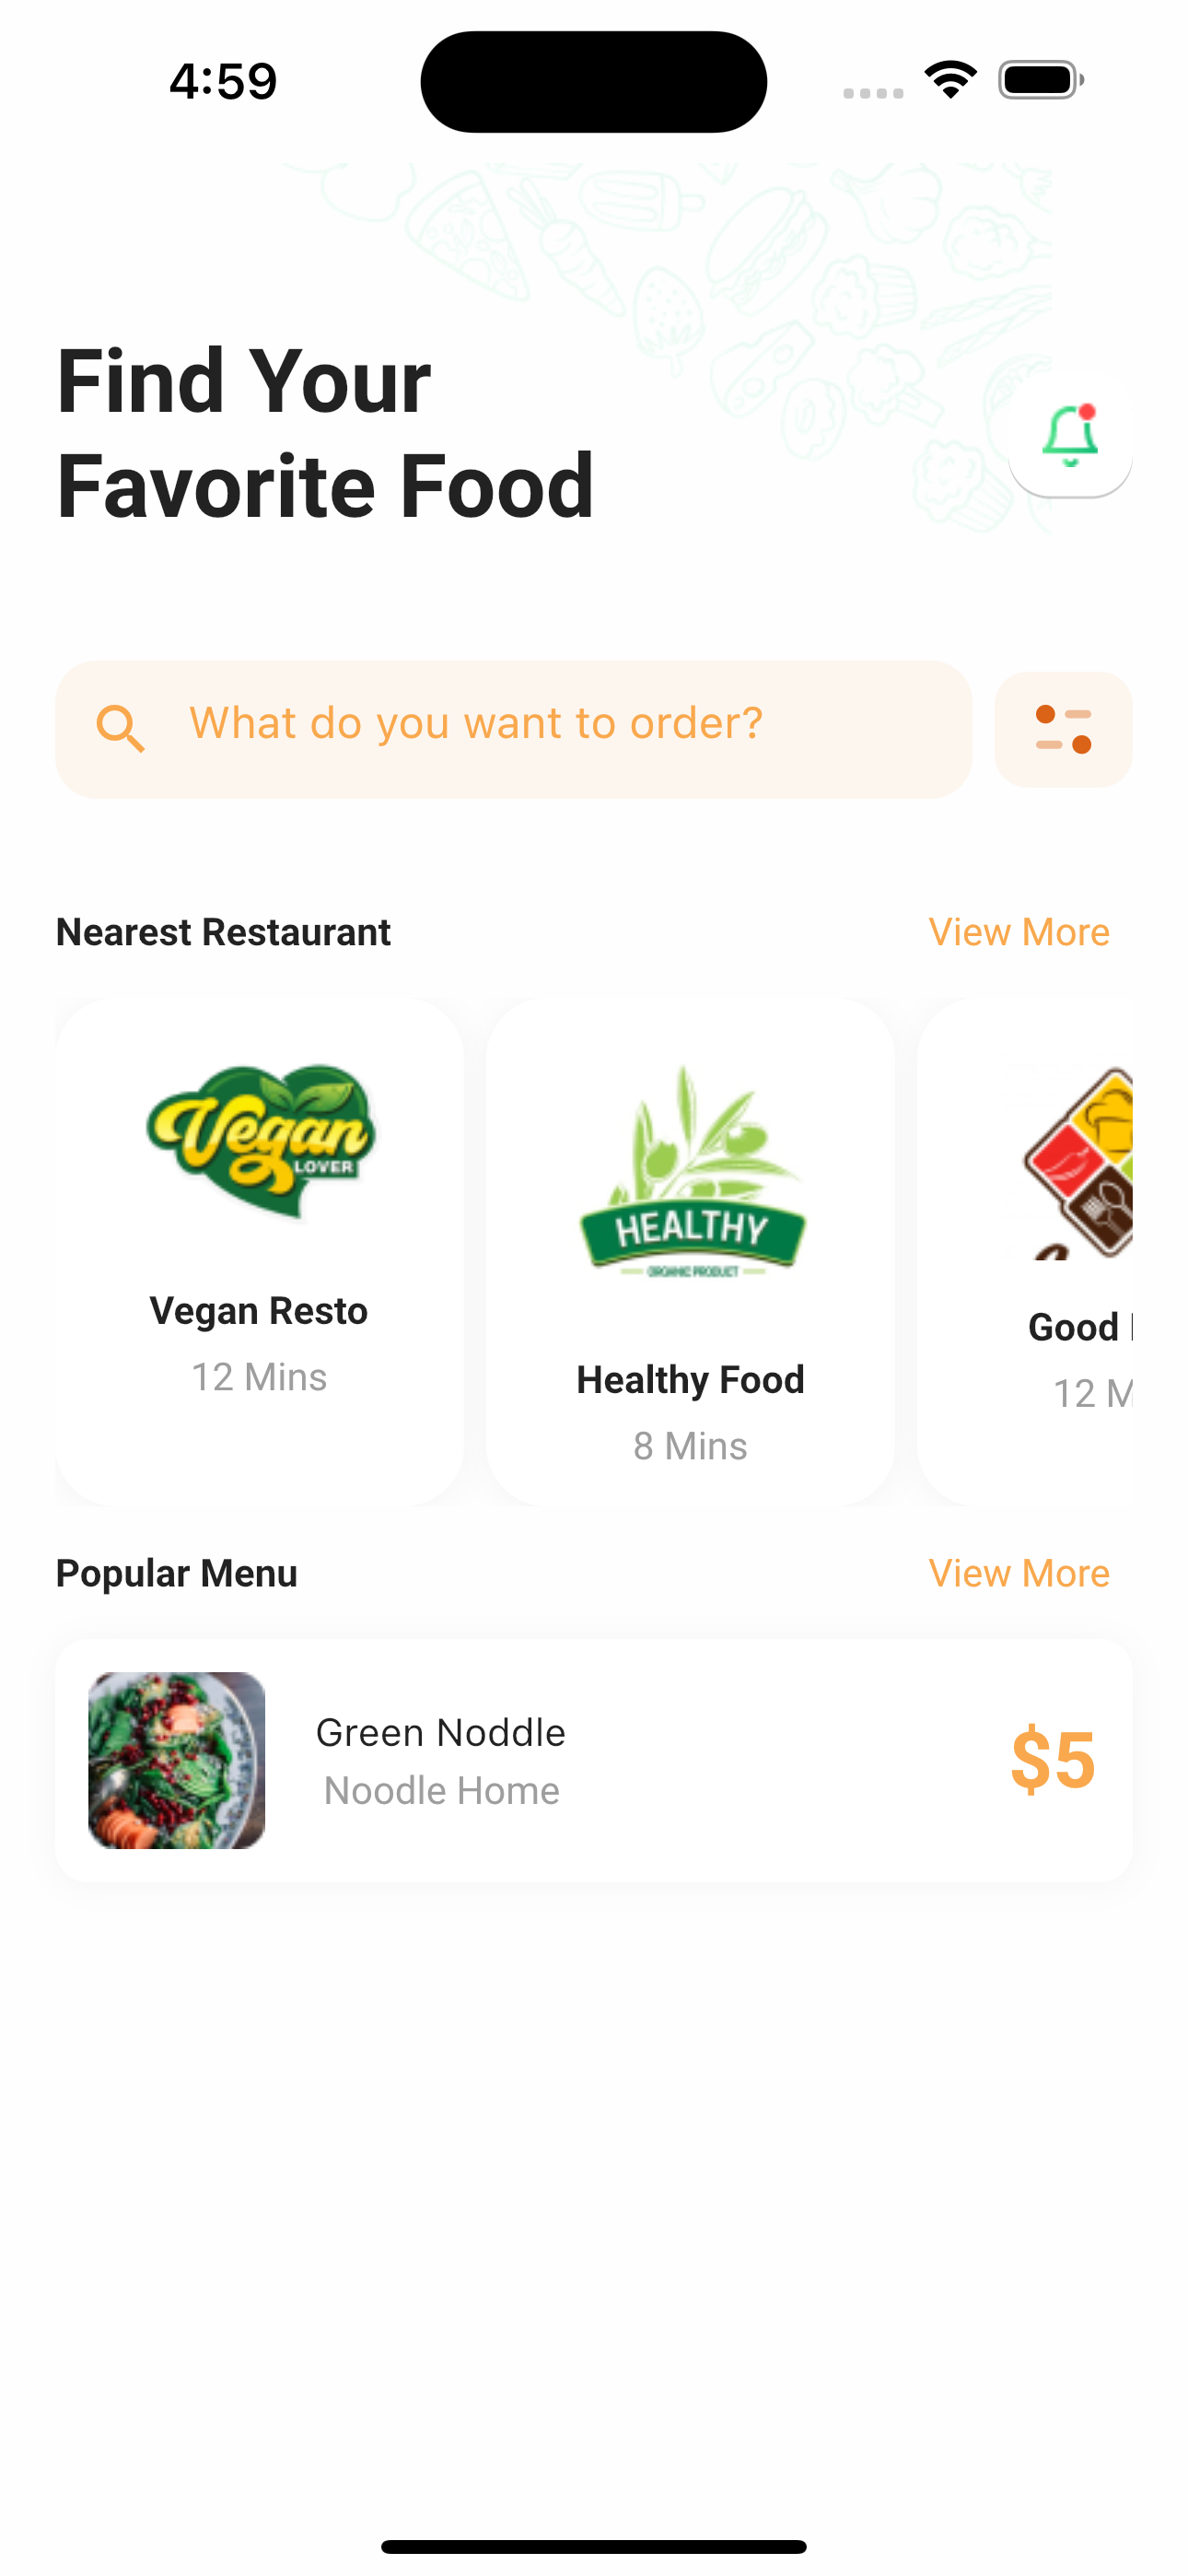 4:59
Find Your
Favorite Food
What do you want to order?
Nearest Restaurant
View More
Vegan
LOVER
HEALTHY
ORGANIC PRODUCT
Vegan Resto
12 Mins
Healthy Food
8 Mins
Good
12 M
Popular Menu
View More
Green Noddle
Noodle Home
$5